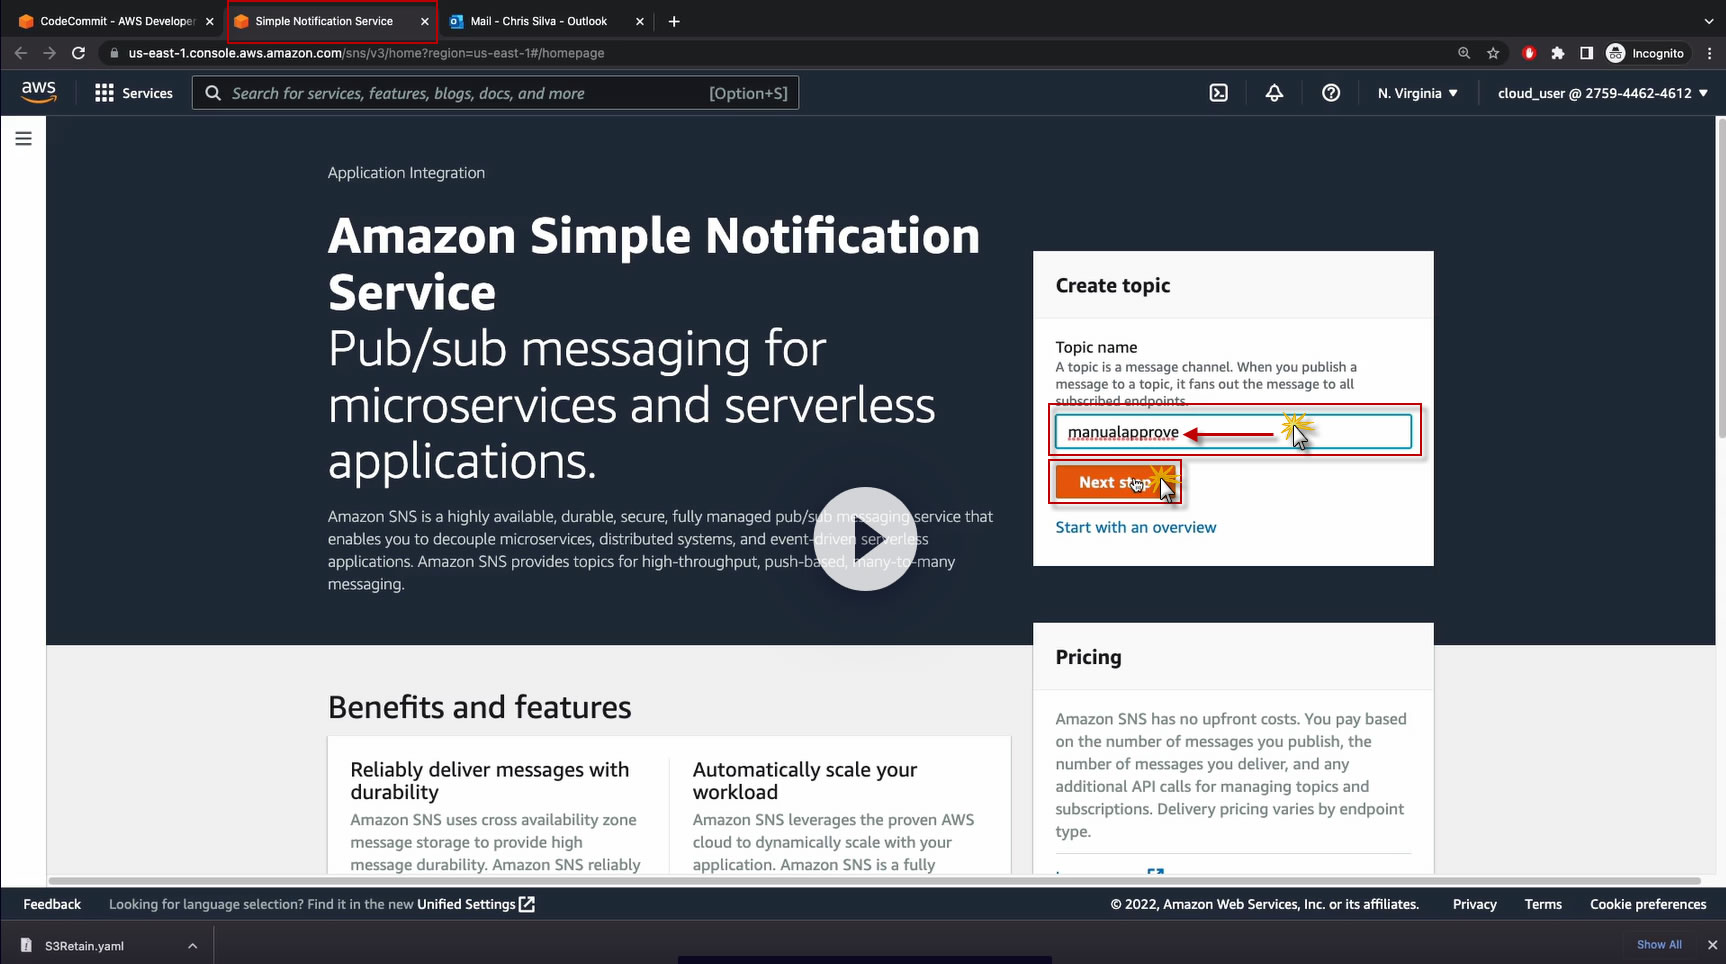 CodeCommit - AWS Developer
Simple Notification Service
Mail - Chris Silva - Outlook
us-east-1.console.aws.amazon.com/sns/v3/home?region=us-east-1#/homepage
Incognito
aws
Services
Search for services, features, blogs, docs, and more
[Option+S]
N. Virginia
cloud_user @ 2759-4462-4612
Application Integration
Amazon Simple Notification
Service
Pub/sub messaging for
microservices and serverless
applications.
Amazon SNS is a highly available, durable, secure, fully managed pub/sub messaging service that
enables you to decouple microservices, distributed systems, and event-driven serverless
applications. Amazon SNS provides topics for high-throughput, push-based, many-to-many
messaging.
Create topic
Topic name
A topic is a message channel. When you publish a
message to a topic, it fans out the message to all
subscribed endpoints.
manualapprove
Next step
Start with an overview
Pricing
Amazon SNS has no upfront costs. You pay based
on the number of messages you publish, the
number of messages you deliver, and any
additional API calls for managing topics and
subscriptions. Delivery pricing varies by endpoint
type.
Benefits and features
Reliably deliver messages with
durability
Amazon SNS uses cross availability zone
message storage to provide high
message durability. Amazon SNS reliably
Automatically scale your
workload
Amazon SNS leverages the proven AWS
cloud to dynamically scale with your
application. Amazon SNS is a fully
Feedback
Looking for language selection? Find it in the new Unified Settings
© 2022, Amazon Web Services, Inc. or its affiliates.
Privacy
Terms
Cookie preferences
S3Retain.yaml
Show All